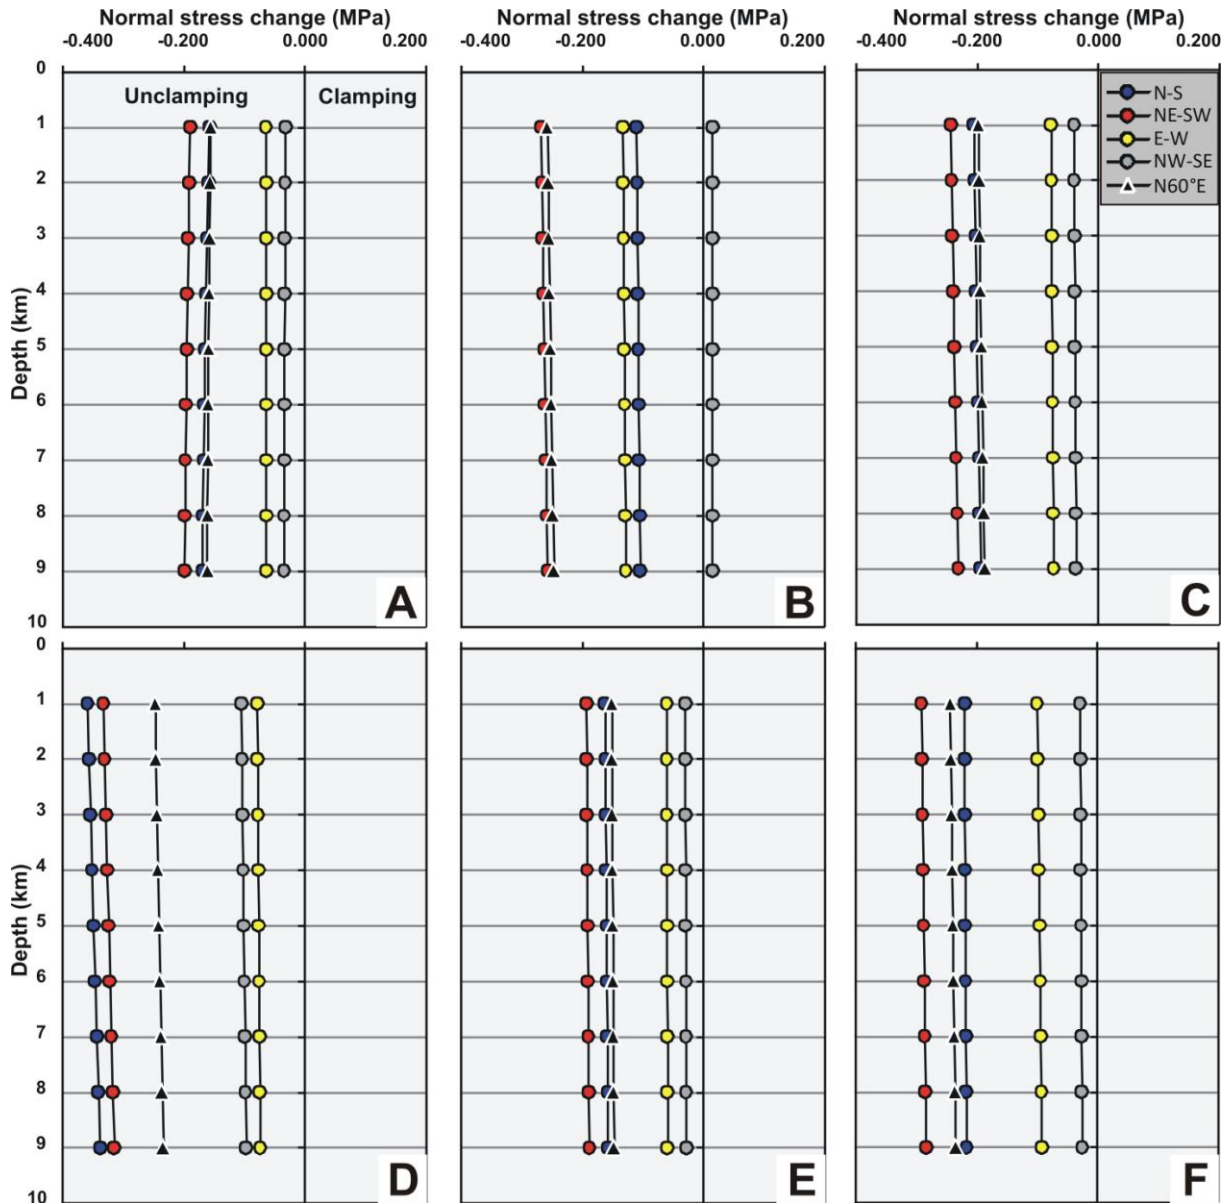 Normal stress change (MPa) Normal stress change (MPa) Normal stress change (MPa)
-0.400 -0.200 0.000 0.200 -0.400 -0.200 0.000 0.200 -0.400 -0.200 0.000 0.200
0
Unclamping Clamping
N-S
NE-SW
E-W
NW-SE
N60°E
1
2
3
4
5
6
7
8
9
10
Depth (km)
A B C
0
1
2
3
4
5
6
7
8
9
10
Depth (km)
D E F